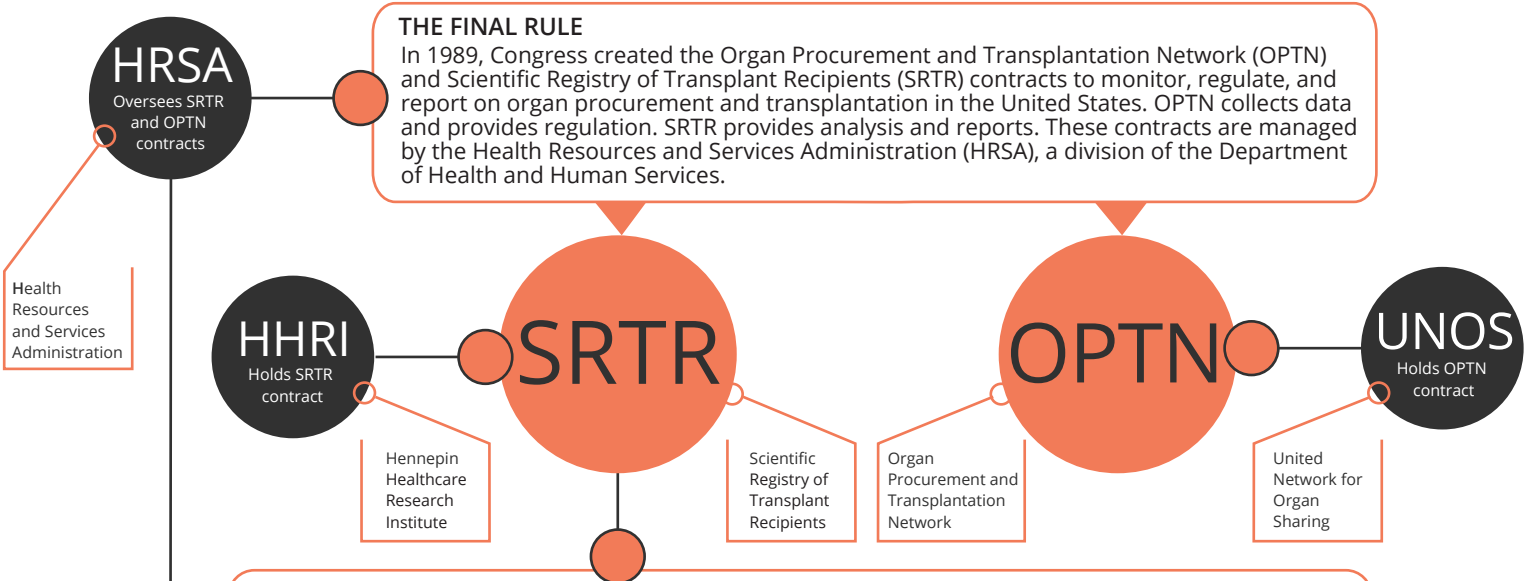 HRSA
Oversees SRTR
and OPTN
contracts
THE FINAL RULE
In 1989, Congress created the Organ Procurement and Transplantation Network (OPTN)
and Scientific Registry of Transplant Recipients (SRTR) contracts to monitor, regulate, and
report on organ procurement and transplantation in the United States. OPTN collects data
and provides regulation. SRTR provides analysis and reports. These contracts are managed
by the Health Resources and Services Administration (HRSA), a division of the Department
of Health and Human Services.
Health
Resources
and Services
Administration
HHRI
Holds SRTR
contract
SRTR
OPTN
UNOS
Holds OPTN
contract
Hennepin
Healthcare
Research
Institute
Scientific
Registry of
Transplant
Recipients
Organ
Procurement and
Transplantation
Network
United
Network for
Organ
Sharing